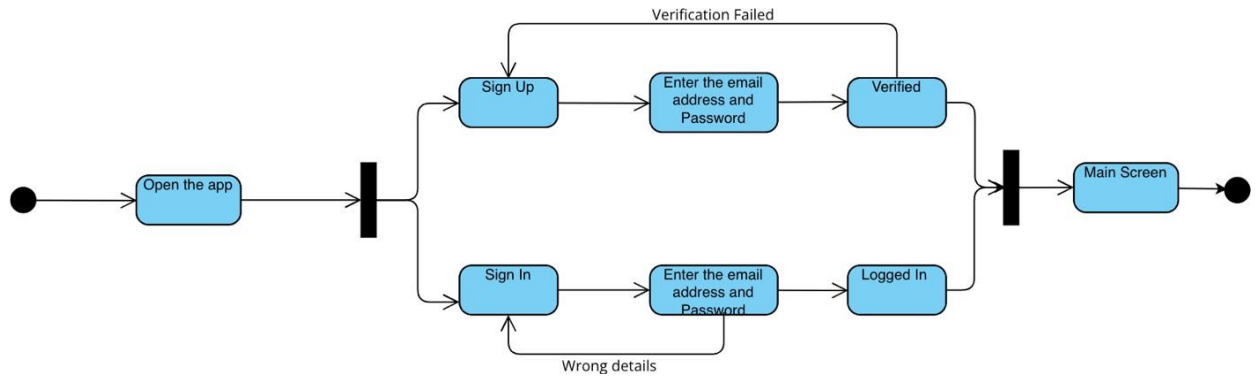 Verification Failed
Sign Up
Enter the email
address and
Password
Verified
Open the app
Main Screen
Sign In
Enter the email
address and
Password
Logged In
Wrong details